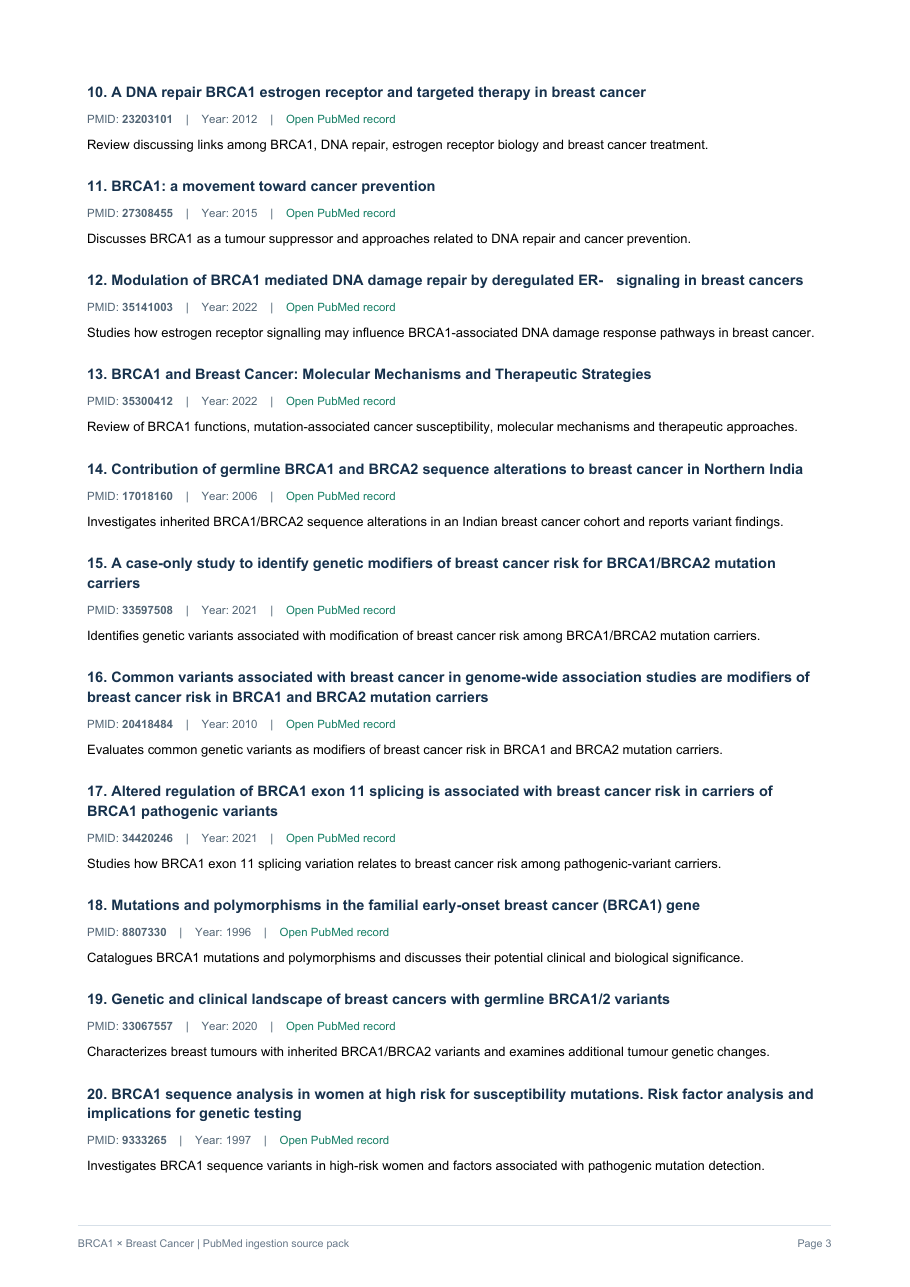 10. A DNA repair BRCA1 estrogen receptor and targeted therapy in breast cancer
PMID: 23203101 | Year: 2012 | Open PubMed record
Review discussing links among BRCA1, DNA repair, estrogen receptor biology and breast cancer treatment.
11. BRCA1: a movement toward cancer prevention
PMID: 27308455 | Year: 2015 | Open PubMed record
Discusses BRCA1 as a tumour suppressor and approaches related to DNA repair and cancer prevention.
12. Modulation of BRCA1 mediated DNA damage repair by deregulated ER- signaling in breast cancers
PMID: 35141003 | Year: 2022 | Open PubMed record
Studies how estrogen receptor signalling may influence BRCA1-associated DNA damage response pathways in breast cancer.
13. BRCA1 and Breast Cancer: Molecular Mechanisms and Therapeutic Strategies
PMID: 35300412 | Year: 2022 | Open PubMed record
Review of BRCA1 functions, mutation-associated cancer susceptibility, molecular mechanisms and therapeutic approaches.
14. Contribution of germline BRCA1 and BRCA2 sequence alterations to breast cancer in Northern India
PMID: 17018160 | Year: 2006 | Open PubMed record
Investigates inherited BRCA1/BRCA2 sequence alterations in an Indian breast cancer cohort and reports variant findings.
15. A case-only study to identify genetic modifiers of breast cancer risk for BRCA1/BRCA2 mutation
carriers
PMID: 33597508 | Year: 2021 | Open PubMed record
Identifies genetic variants associated with modification of breast cancer risk among BRCA1/BRCA2 mutation carriers.
16. Common variants associated with breast cancer in genome-wide association studies are modifiers of
breast cancer risk in BRCA1 and BRCA2 mutation carriers
PMID: 20418484 | Year: 2010 | Open PubMed record
Evaluates common genetic variants as modifiers of breast cancer risk in BRCA1 and BRCA2 mutation carriers.
17. Altered regulation of BRCA1 exon 11 splicing is associated with breast cancer risk in carriers of
BRCA1 pathogenic variants
PMID: 34420246 | Year: 2021 | Open PubMed record
Studies how BRCA1 exon 11 splicing variation relates to breast cancer risk among pathogenic-variant carriers.
18. Mutations and polymorphisms in the familial early-onset breast cancer (BRCA1) gene
PMID: 8807330 | Year: 1996 | Open PubMed record
Catalogues BRCA1 mutations and polymorphisms and discusses their potential clinical and biological significance.
19. Genetic and clinical landscape of breast cancers with germline BRCA1/2 variants
PMID: 33067557 | Year: 2020 | Open PubMed record
Characterizes breast tumours with inherited BRCA1/BRCA2 variants and examines additional tumour genetic changes.
20. BRCA1 sequence analysis in women at high risk for susceptibility mutations. Risk factor analysis and
implications for genetic testing
PMID: 9333265 | Year: 1997 | Open PubMed record
Investigates BRCA1 sequence variants in high-risk women and factors associated with pathogenic mutation detection.
BRCA1 × Breast Cancer | PubMed ingestion source pack
Page 3